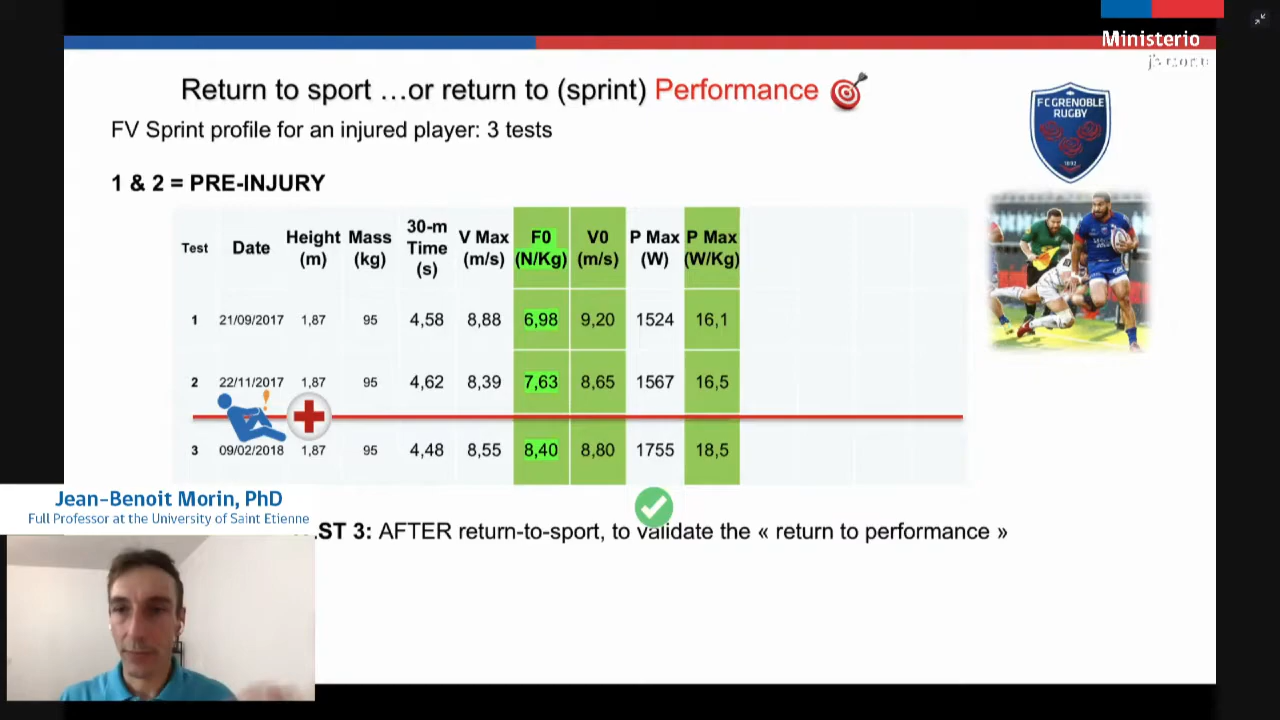 Ministerio
Return to sport ...or return to (sprint) Performance
FV Sprint profile for an injured player: 3 tests
FC GRENOBLE
RUGBY
1892
1 & 2 = PRE-INJURY
Test Date Height (m) Mass (kg) 30-m Time (s) V Max (m/s) F0 (N/Kg) V0 (m/s) P Max (W) P Max (W/Kg)
1 21/09/2017 1,87 95 4,58 8,88 6,98 9,20 1524 16,1
2 22/11/2017 1,87 95 4,62 8,39 7,63 8,65 1567 16,5
3 09/02/2018 1,87 95 4,48 8,55 8,40 8,80 1755 18,5
Jean-Benoit Morin, PhD
Full Professor at the University of Saint Etienne
ST 3: AFTER return-to-sport, to validate the « return to performance »